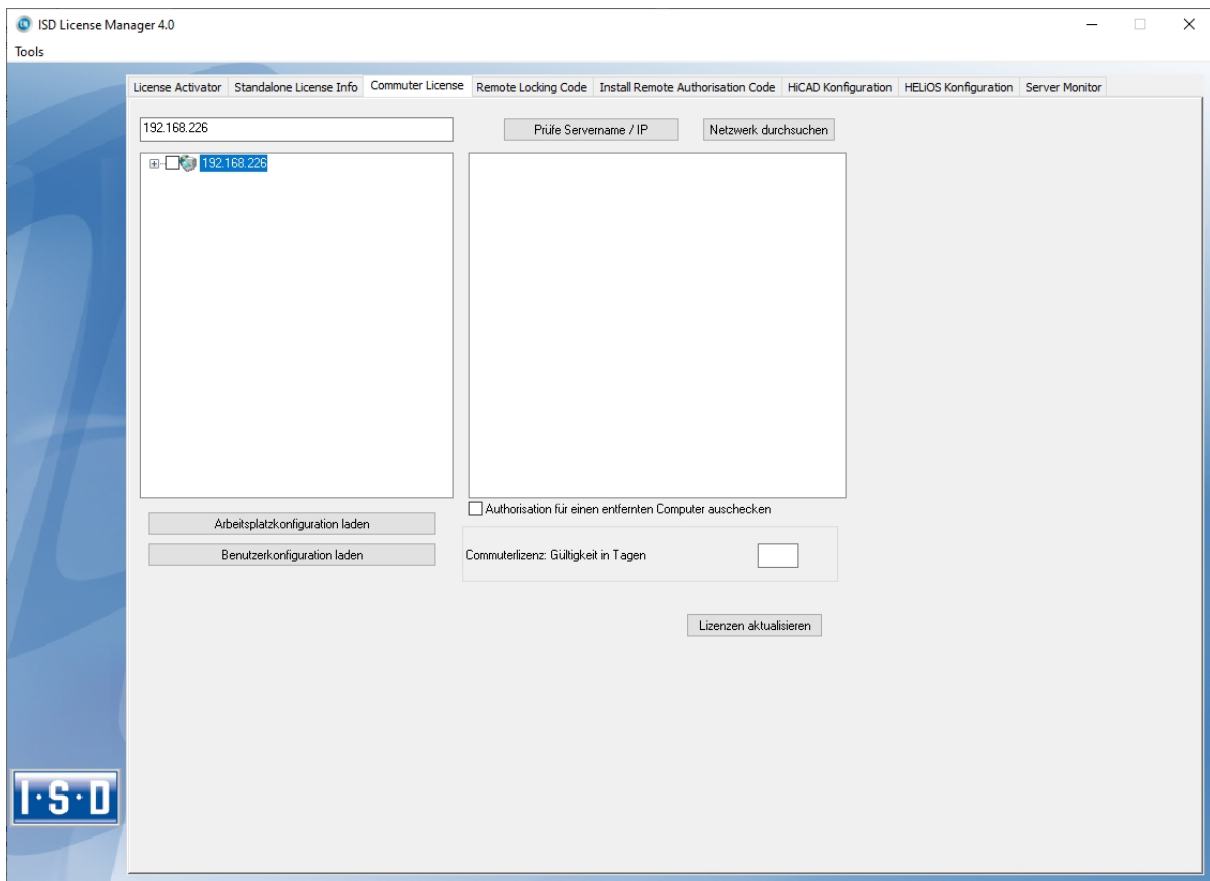 ISD License Manager 4.0
Tools
License Activator Standalone License Info Commuter License Remote Locking Code Install Remote Authorisation Code HiCAD Konfiguration HELiOS Konfiguration Server Monitor
192.168.226 Prüfe Servername / IP Netzwerk durchsuchen
192.168.226
Authorisation für einen entfernten Computer auschecken
Arbeitsplatzkonfiguration laden
Benutzerkonfiguration laden Commuterlizenz: Gültigkeit in Tagen
Lizenzen aktualisieren
I·S·D